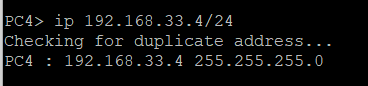 PC4> ip 192.168.33.4/24
Checking for duplicate address...
PC4 : 192.168.33.4 255.255.255.0